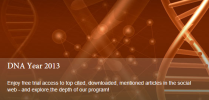 DNA Year 2013
Enjoy free trial access to top cited, downloaded, mentioned articles in the social
web - and explore the depth of our program!